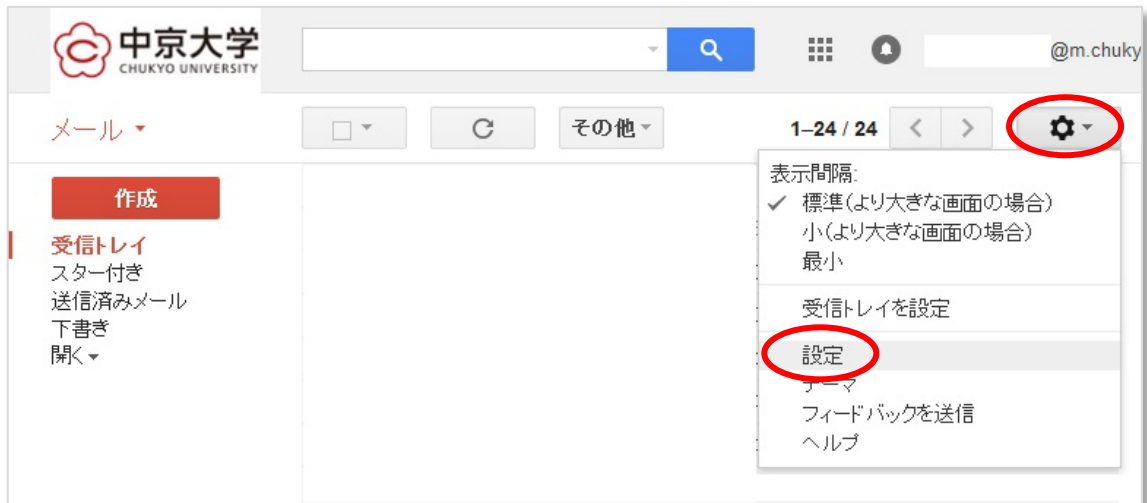 中京大学
CHUKYO UNIVERSITY
@m.chuky
メール
その他
1–24 / 24
作成
受信トレイ
スター付き
送信済みメール
下書き
開く
表示間隔:
標準(より大きな画面の場合)
小(より大きな画面の場合)
最小
受信トレイを設定
設定
テーマ
フィードバックを送信
ヘルプ